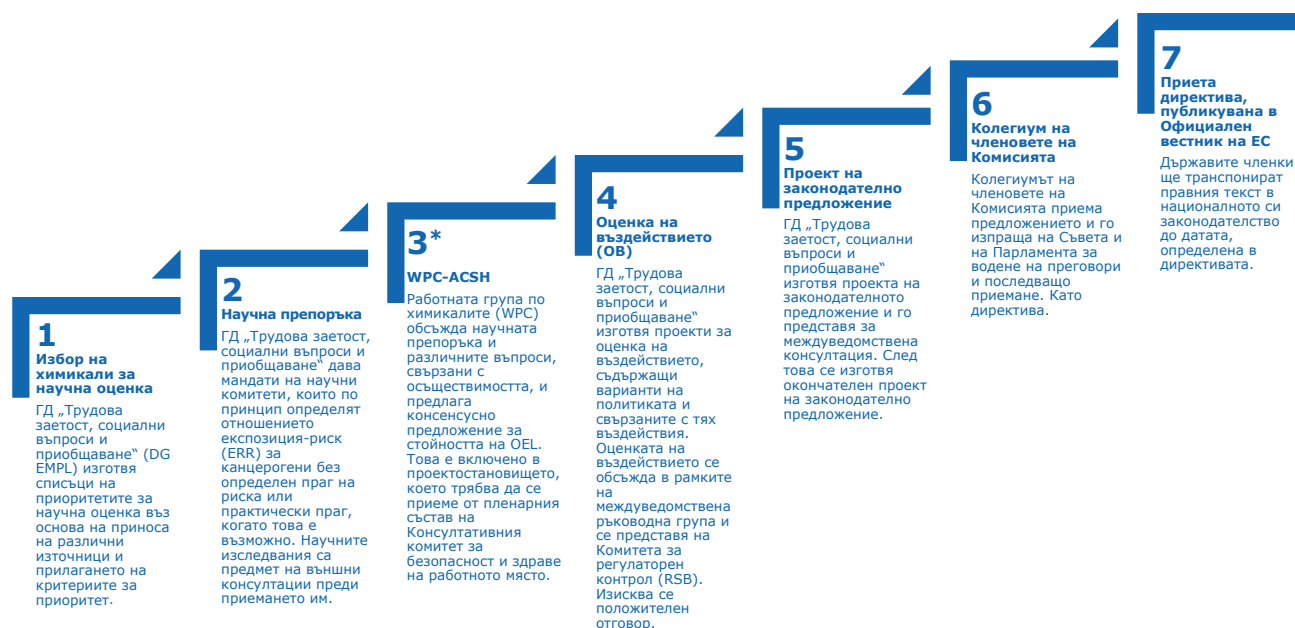 1
Избор на
химикали за
научна оценка
ГД „Трудова
заетост, социални
въпроси и
приобщаване“ (DG
EMPL) изготвя
списъци на
приоритетите за
научна оценка въз
основа на приноса
на различни
източници и
прилагането на
критериите за
приоритет.
2
Научна препоръка
ГД „Трудова заетост,
социални въпроси и
приобщаване“ дава
мандати на научни
комитети, които по
принцип определят
отношението
експозиция-риск
(ERR) за
канцерогени без
определен праг на
риска или
практически праг,
когато това е
възможно. Научните
изследвания са
предмет на външни
консултации преди
приемането им.
3*
WPC-ACSH
Работната група по
химикалите (WPC)
обсъжда научната
препоръка и
различните въпроси,
свързани с
осъществимостта, и
предлага
консенсусно
предложение за
стойността на OEL.
Това е включено в
проектостановището,
което трябва да се
приеме от пленарния
състав на
Консултативния
комитет за
безопасност и здраве
на работното място.
4
Оценка на
въздействието
(ОВ)
ГД „Трудова
заетост, социални
въпроси и
приобщаване“
изготвя проекти за
оценка на
въздействието,
съдържащи
варианти на
политиката и
свързаните с тях
въздействия.
Оценката на
въздействието се
обсъжда в рамките
на
междуведомствена
ръководна група и
се представя на
Комитета за
регулаторен
контрол (RSB).
Изисква се
положителен
отговор.
5
Проект на
законодателно
предложение
ГД „Трудова
заетост, социални
въпроси и
приобщаване“
изготвя проекта на
законодателното
предложение и го
представя за
междуведомствена
консултация. След
това се изготвя
окончателен проект
на законодателно
предложение.
6
Колегиум на
членовете на
Комисията
Колегиумът на
членовете на
Комисията приема
предложението и го
изпраща на Съвета и
на Парламента за
водене на преговори
и последващо
приемане. Като
директива.
7
Приета
директива,
публикувана в
Официален
вестник на ЕС
Държавите членки
ще транспонират
правния текст в
националното си
законодателство
до датата,
определена в
директивата.